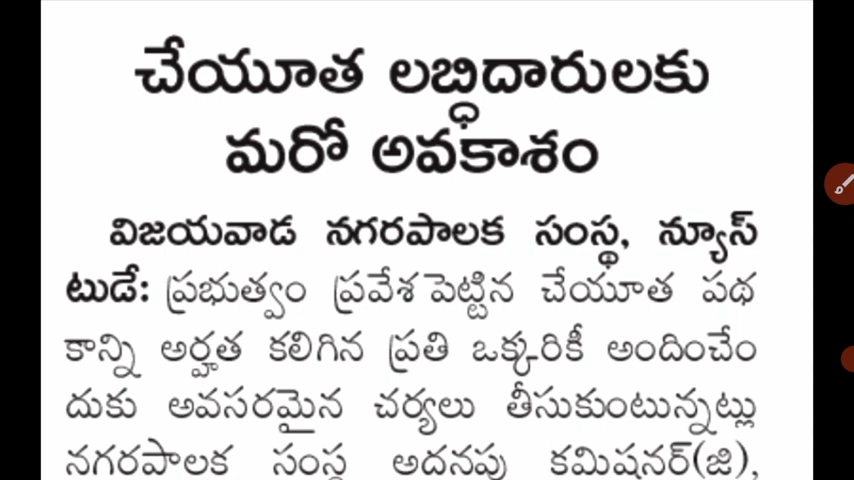 చేయూత లబ్ధిదారులకు
మరో అవకాశం
విజయవాడ నగరపాలక సంస్థ, న్యూస్
టుడే: ప్రభుత్వం ప్రవేశపెట్టిన చేయూత పథ
కాన్ని అర్హత కలిగిన ప్రతి ఒక్కరికీ అందించేం
దుకు అవసరమైన చర్యలు తీసుకుంటున్నట్లు
నగరపాలక సంస్థ అదనపు కమిషనర్(జి),